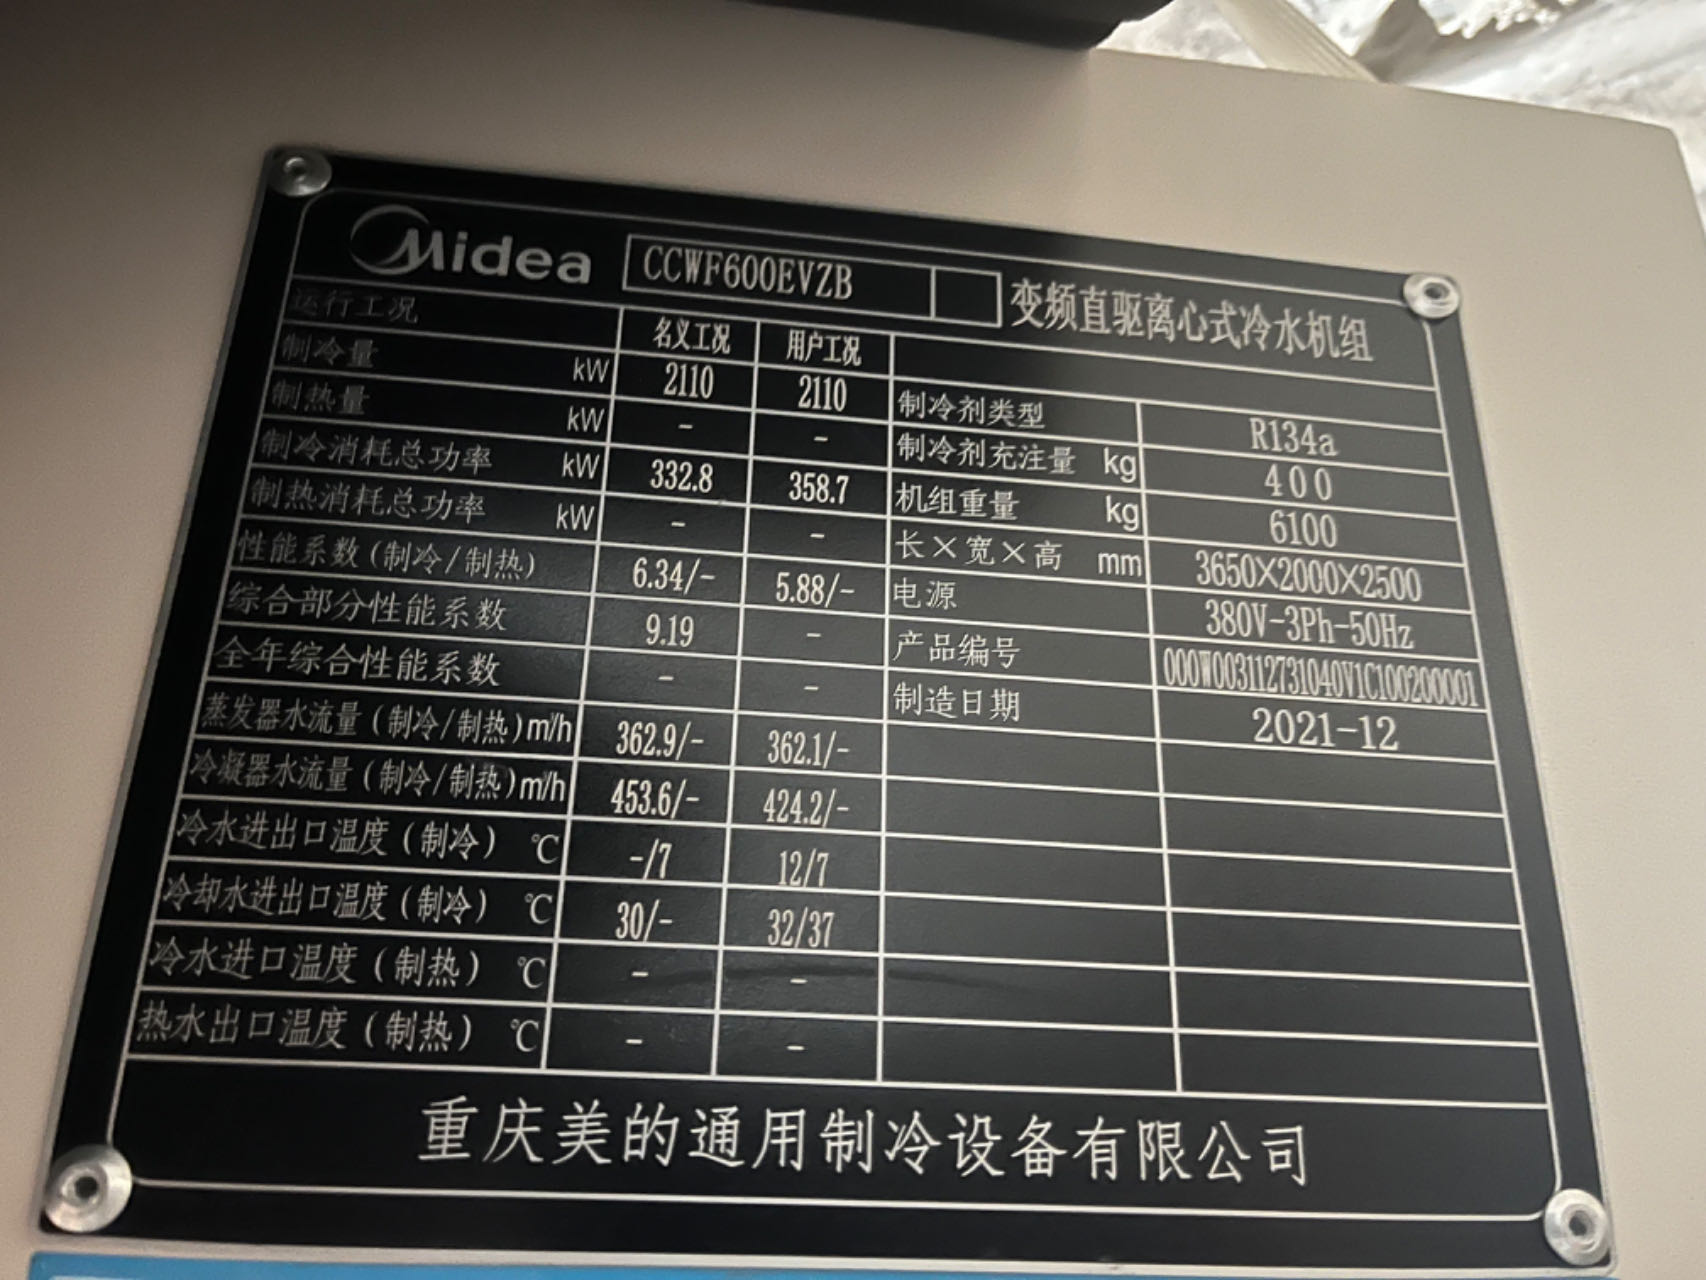 Midea CCWF600EVZB 变频直驱离心式冷水机组
运行工况 名义工况 用户工况
制冷量 kW 2110 2110 制冷剂类型 R134a
制热量 kW - - 制冷剂充注量 kg 400
制冷消耗总功率 kW 332.8 358.7 机组重量 kg 6100
制热消耗总功率 kW - - 长×宽×高 mm 3650×2000×2500
性能系数(制冷/制热) 6.34/- 5.88/- 电源 380V-3Ph-50Hz
综合部分性能系数 9.19 - 产品编号 000W003112731040V1C100200001
全年综合性能系数 - - 制造日期 2021-12
蒸发器水流量(制冷/制热)m³/h 362.9/- 362.1/-
冷凝器水流量(制冷/制热)m³/h 453.6/- 424.2/-
冷水进出口温度(制冷) ℃ -/7 12/7
冷却水进出口温度(制冷) ℃ 30/- 32/37
冷水进口温度(制热) ℃ - -
热水出口温度(制热) ℃ - -
重庆美的通用制冷设备有限公司